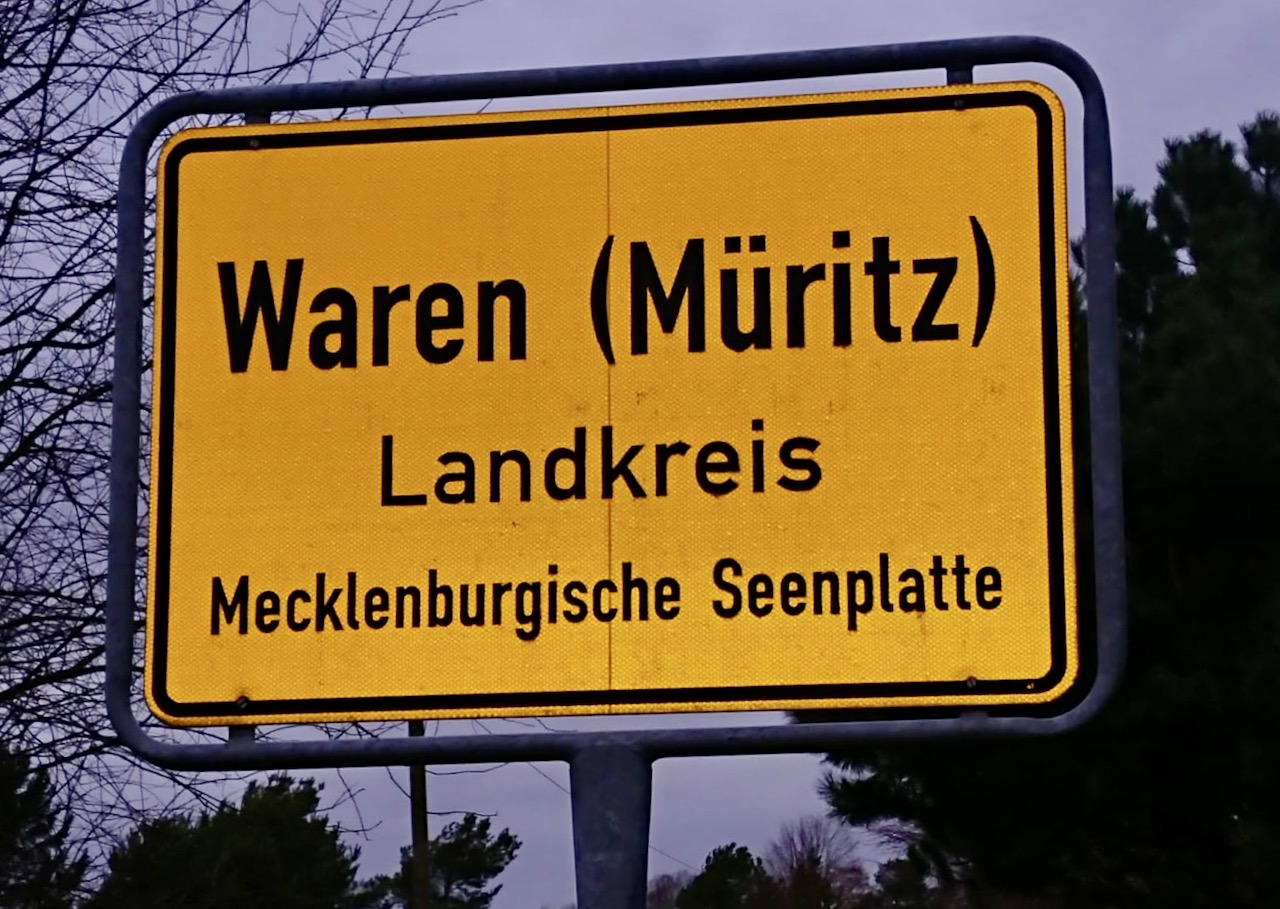 Waren (Müritz)
Landkreis
Mecklenburgische Seenplatte